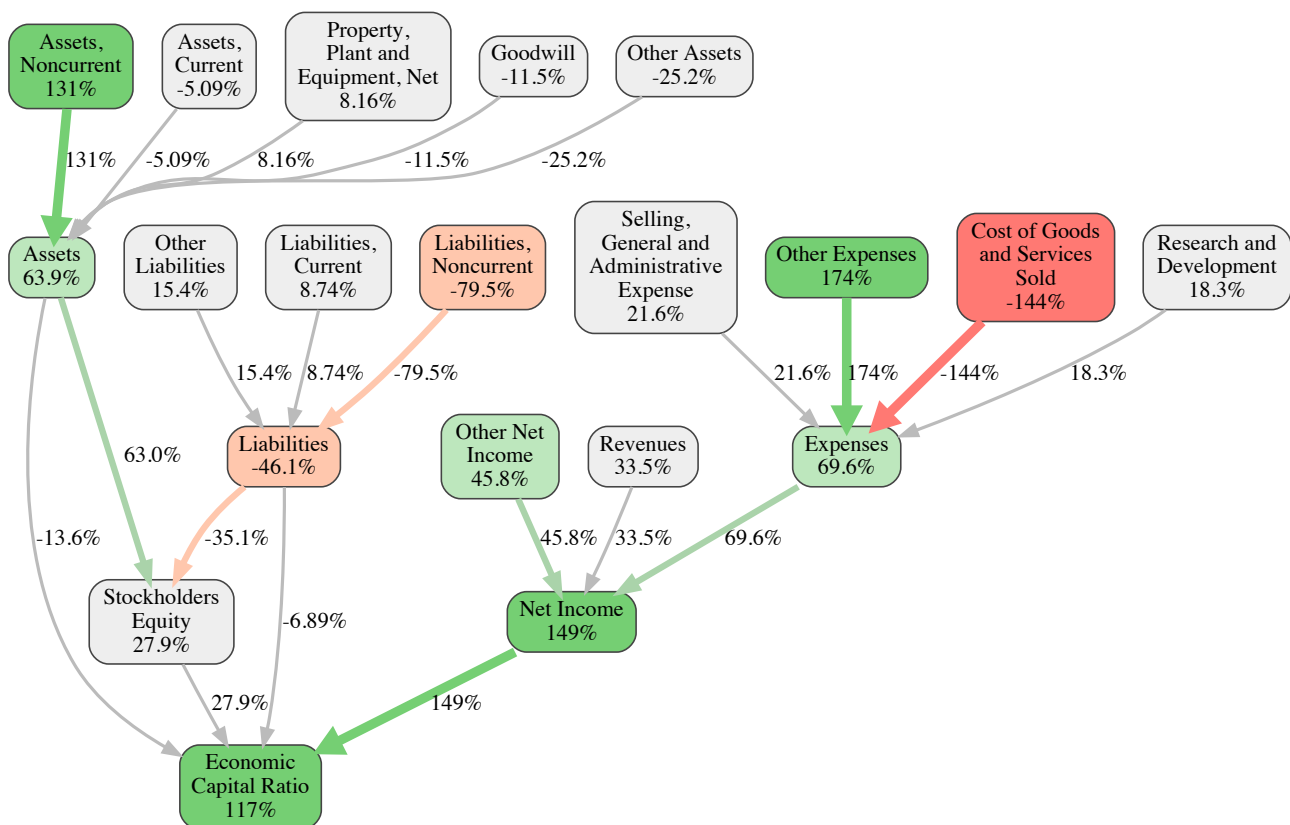 Assets,
Noncurrent
131%
Assets,
Current
-5.09%
Property,
Plant and
Equipment, Net
8.16%
Goodwill
-11.5%
Other Assets
-25.2%
131%
-5.09%
8.16%
-11.5%
-25.2%
Assets
63.9%
Other
Liabilities
15.4%
Liabilities,
Current
8.74%
Liabilities,
Noncurrent
-79.5%
Selling,
General and
Administrative
Expense
21.6%
Other Expenses
174%
Cost of Goods
and Services
Sold
-144%
Research and
Development
18.3%
15.4%
8.74%
-79.5%
21.6%
174%
-144%
18.3%
63.0%
Liabilities
-46.1%
Other Net
Income
45.8%
Revenues
33.5%
Expenses
69.6%
-13.6%
-35.1%
45.8%
33.5%
69.6%
Stockholders
Equity
27.9%
-6.89%
Net Income
149%
27.9%
149%
Economic
Capital Ratio
117%